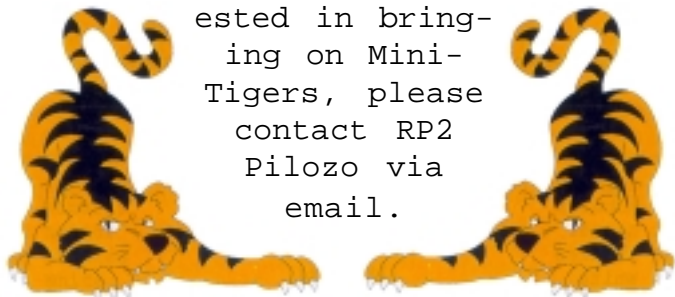 ested in bring-
ing on Mini-
Tigers, please
contact RP2
Pilozo via
email.